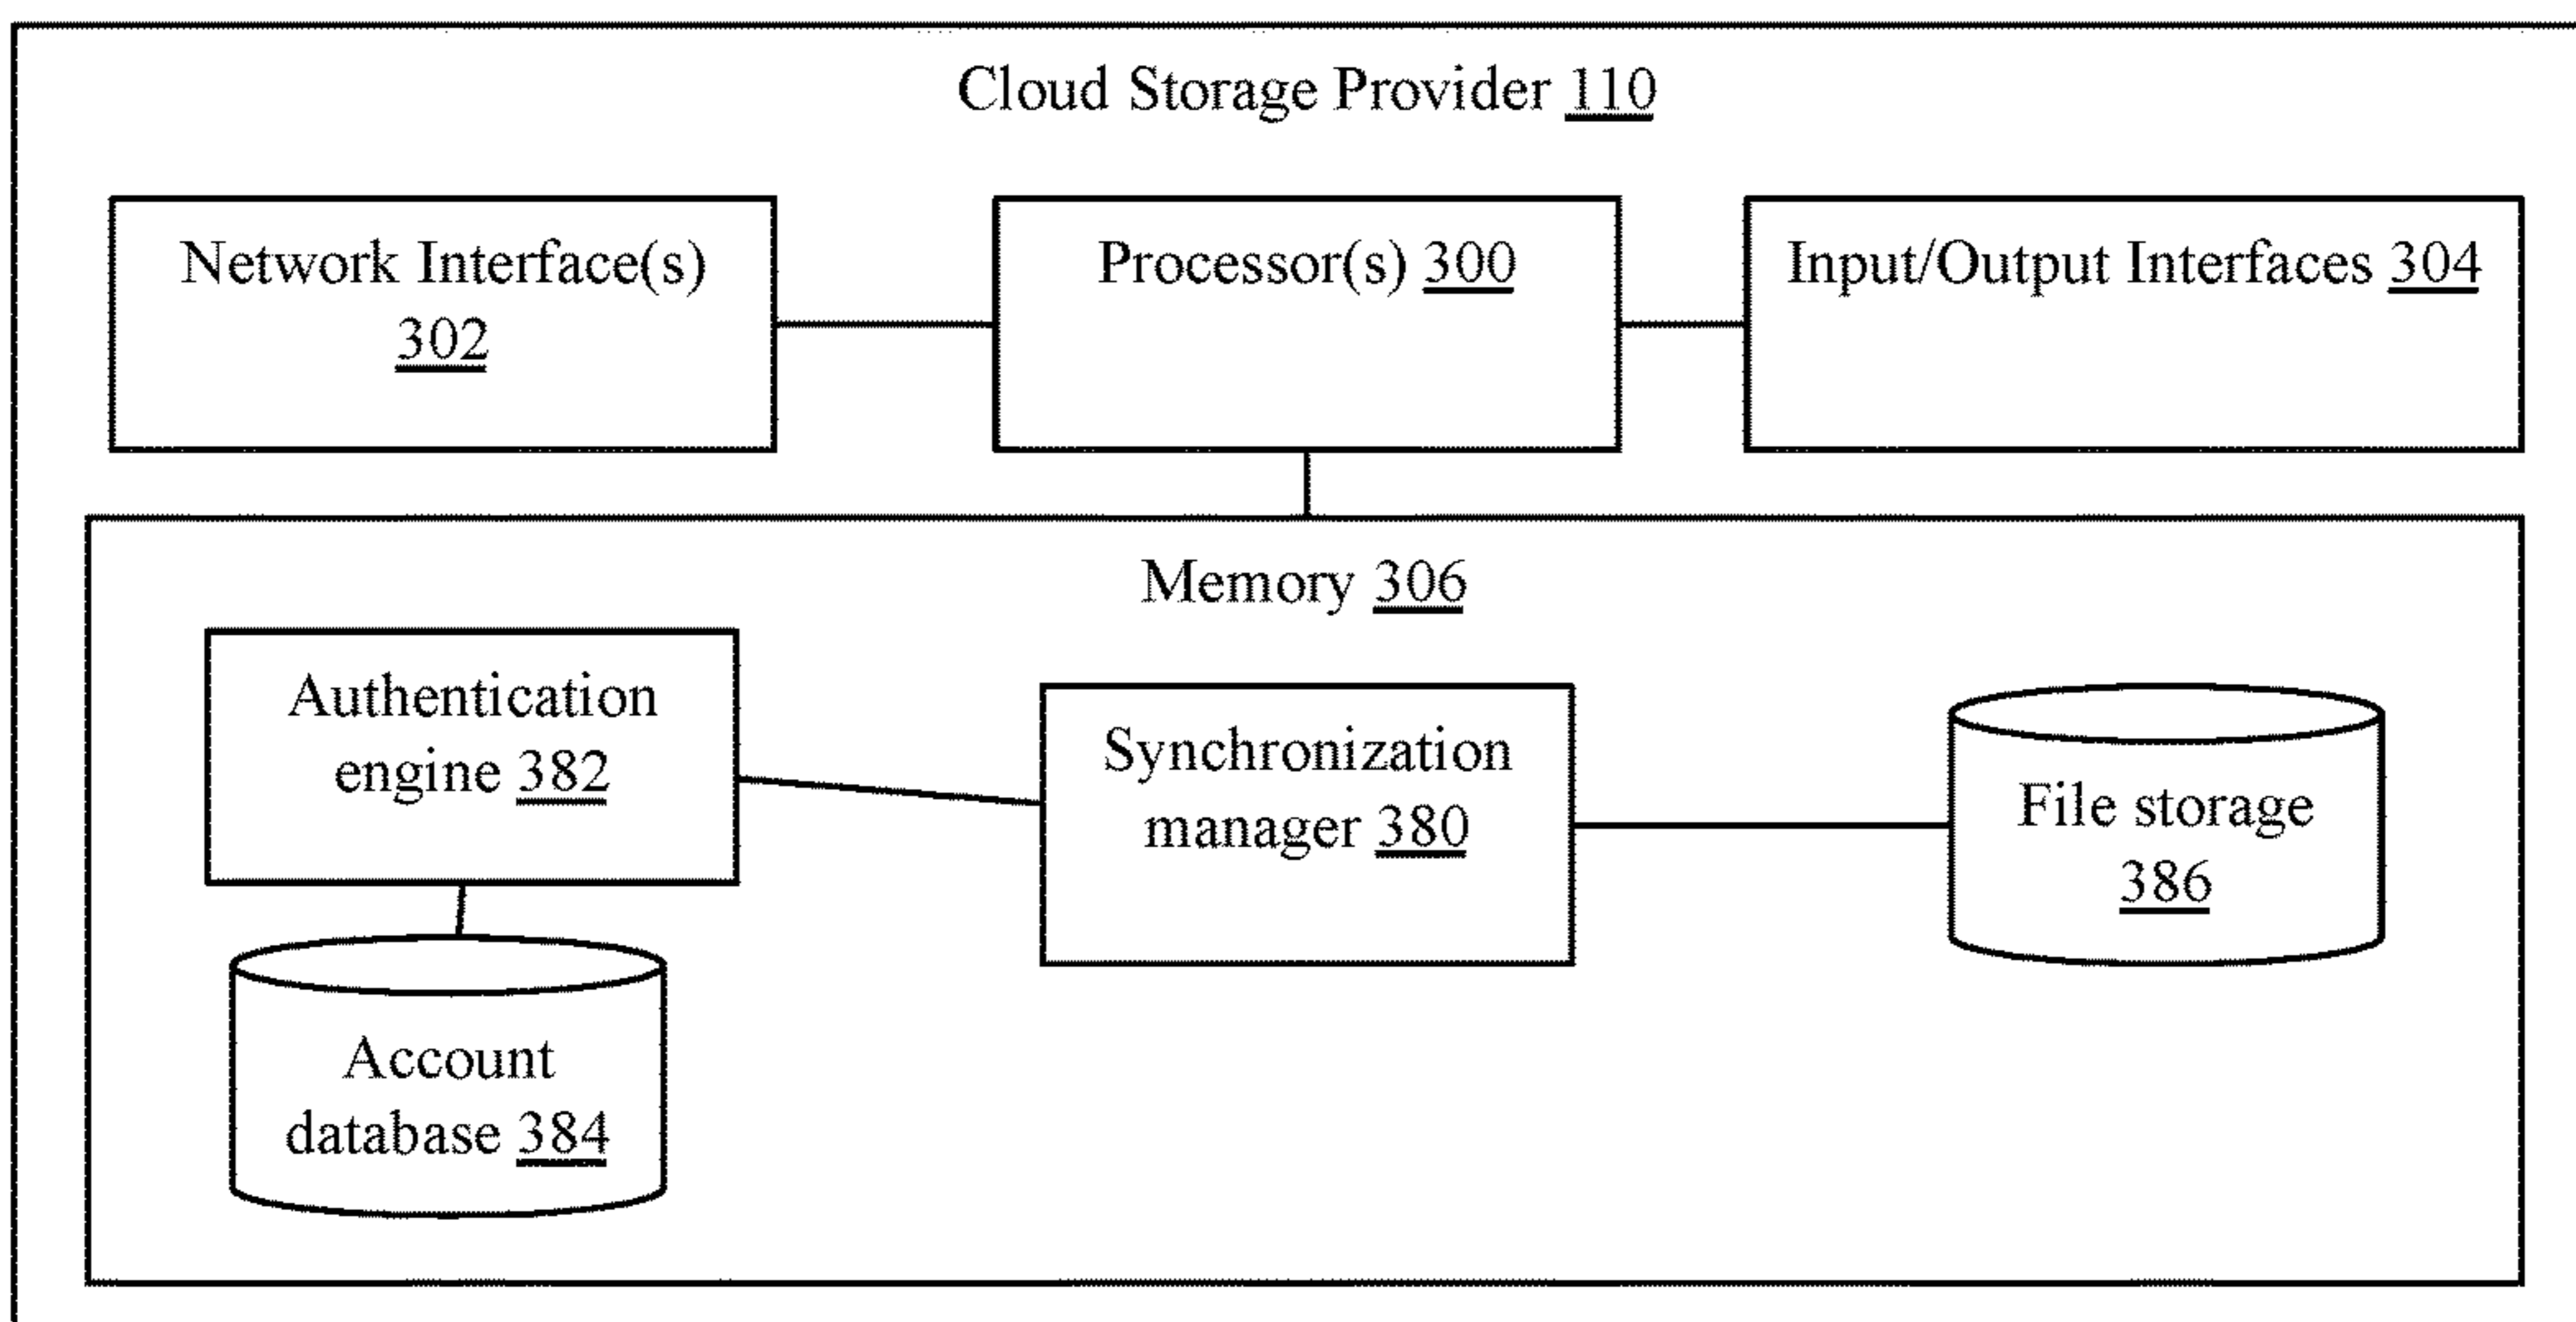 Cloud Storage Provider 110
Network Interface(s)
302
Processor(s) 300
Input/Output Interfaces 304
Memory 306
Authentication
engine 382
Synchronization
manager 380
File storage
386
Account
database 384